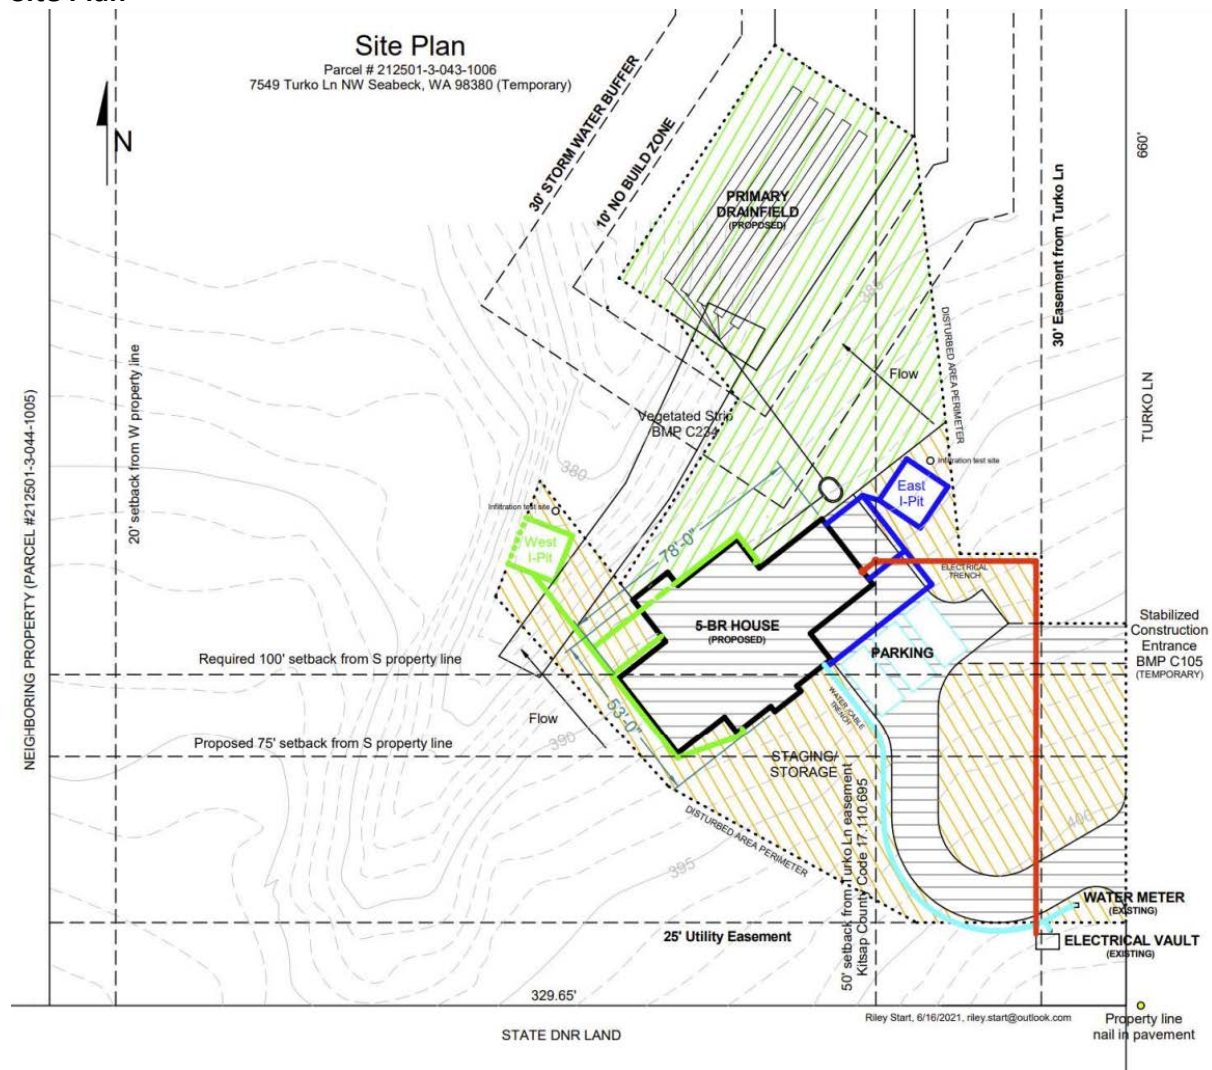 Site Plan
Parcel # 212501-3-043-1006
7549 Turko Ln NW Seabeck, WA 98380 (Temporary)
N
30' STORM WATER BUFFER
10' NO BUILD ZONE
PRIMARY
DRAINFIELD
(PROPOSED)
660'
30' Easement from Turko Ln
385
DISTURBED AREA PERIMETER
Flow
TURKO LN
20' setback from W property line
NEIGHBORING PROPERTY (PARCEL #212501-3-044-1005)
Vegetated Strip
BMP C234
380
Infiltration test site
Infiltration test site
East
I-Pit
West
I-Pit
78'-0"
ELECTRICAL
TRENCH
5-BR HOUSE
(PROPOSED)
PARKING
Stabilized
Construction
Entrance
BMP C105
(TEMPORARY)
Required 100' setback from S property line
WATER /CABLE
TRENCH
53'-0"
Flow
Proposed 75' setback from S property line
390
STAGING/
STORAGE
50' setback from Turko Ln easement
Kitsap County Code 17.110.695
DISTURBED AREA PERIMETER
400
395
WATER METER
(EXISTING)
25' Utility Easement
ELECTRICAL VAULT
(EXISTING)
329.65'
Riley Start, 6/16/2021, riley.start@outlook.com
Property line
nail in pavement
STATE DNR LAND